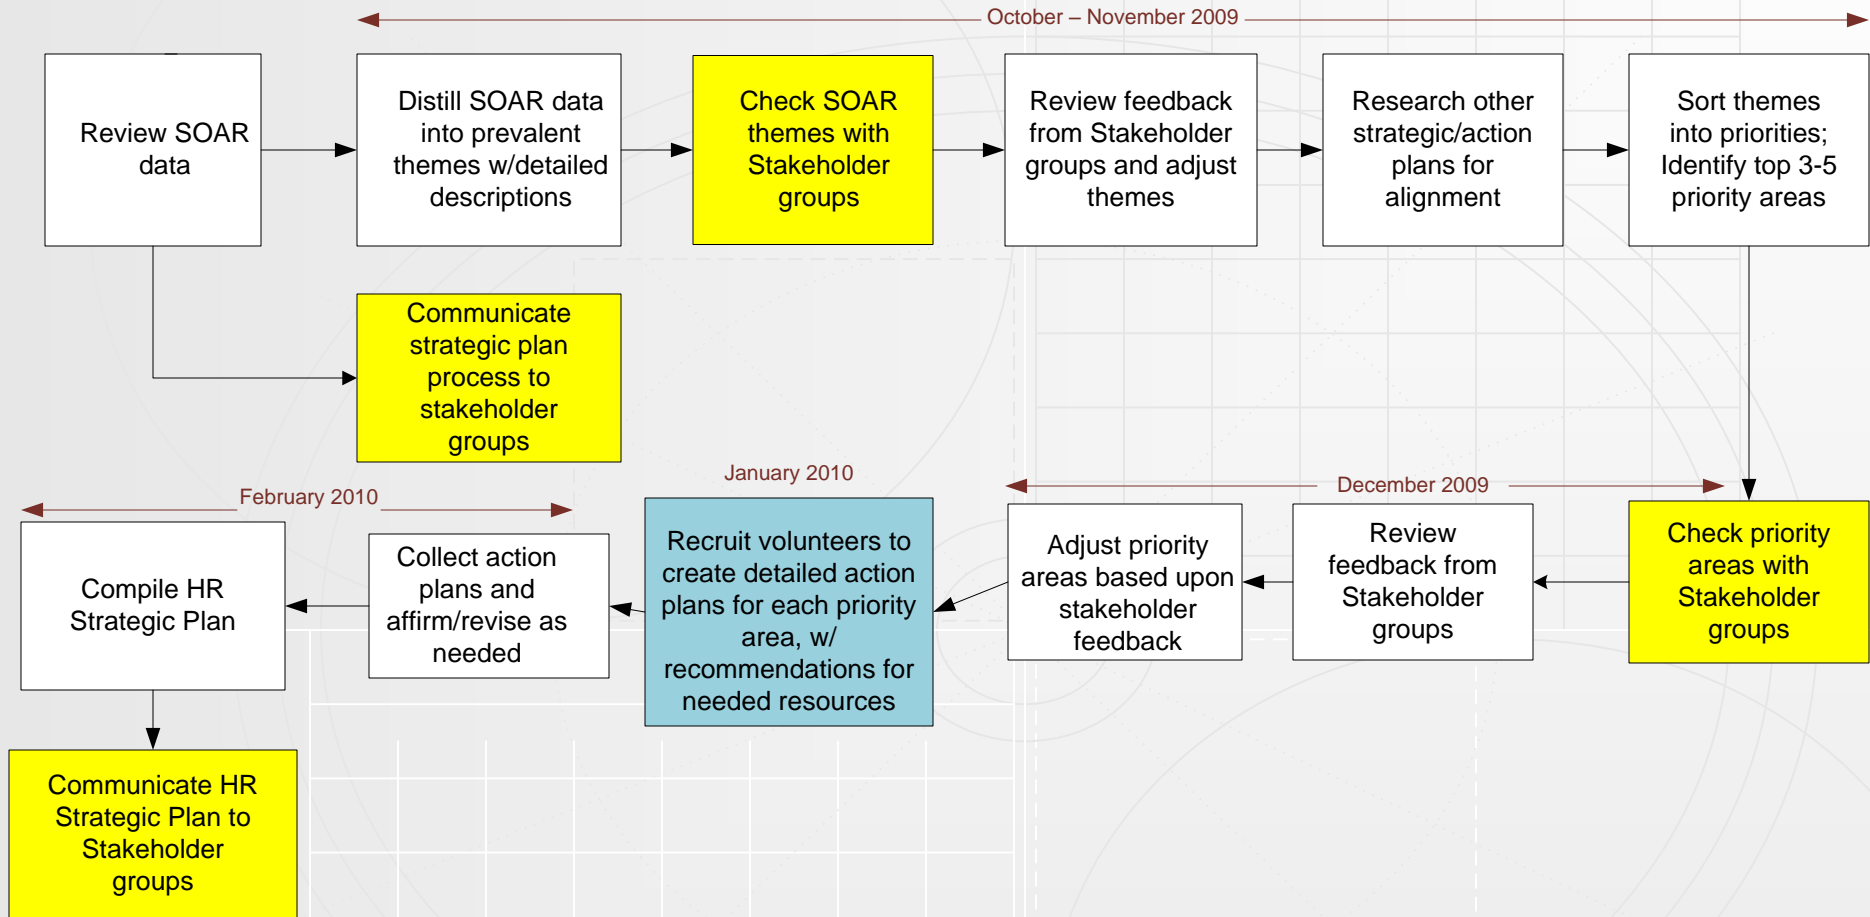 October – November 2009
Review SOAR
data
Distill SOAR data
into prevalent
themes w/detailed
descriptions
Check SOAR
themes with
Stakeholder
groups
Review feedback
from Stakeholder
groups and adjust
themes
Research other
strategic/action
plans for
alignment
Sort themes
into priorities;
Identify top 3-5
priority areas
Communicate
strategic plan
process to
stakeholder
groups
February 2010
January 2010
December 2009
Compile HR
Strategic Plan
Collect action
plans and
affirm/revise as
needed
Recruit volunteers to
create detailed action
plans for each priority
area, w/
recommendations for
needed resources
Adjust priority
areas based upon
stakeholder
feedback
Review
feedback from
Stakeholder
groups
Check priority
areas with
Stakeholder
groups
Communicate HR
Strategic Plan to
Stakeholder
groups